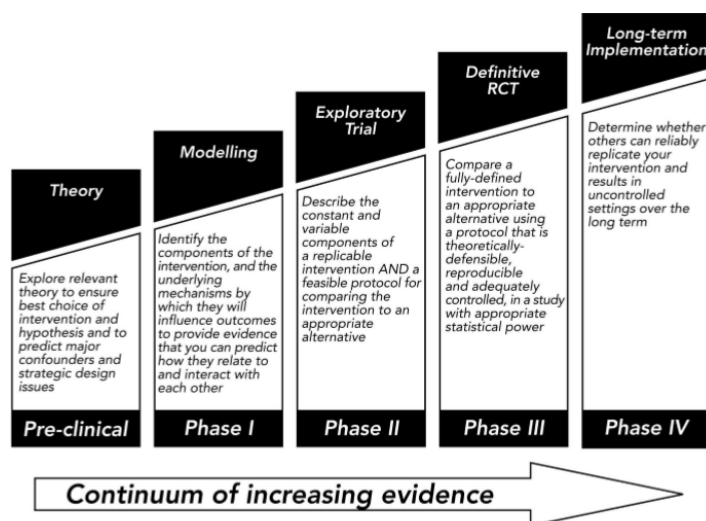 Theory
Explore relevant theory to ensure
best choice of
intervention and
hypothesis and to
predict major
confounders and
strategic design
issues
Pre-clinical
Modelling
Identify the
components of the
intervention, and the
underlying
mechanisms by
which they will
influence outcomes
to provide evidence
that you can predict
how they relate to
and interact with
each other
Phase I
Exploratory
Trial
Describe the
constant and
variable
components of
a replicable
intervention AND a
feasible protocol for
comparing the
intervention to an
appropriate
alternative
Phase II
Definitive
RCT
Compare a
fully-defined
intervention to
an appropriate
alternative using
a protocol that is
theoretically-
defensible,
reproducible
and adequately
controlled, in a study
with appropriate
statistical power
Phase III
Long-term
Implementation
Determine whether
others can reliably
replicate your
intervention and
results in
uncontrolled
settings over the
long term
Phase IV
Continuum of increasing evidence